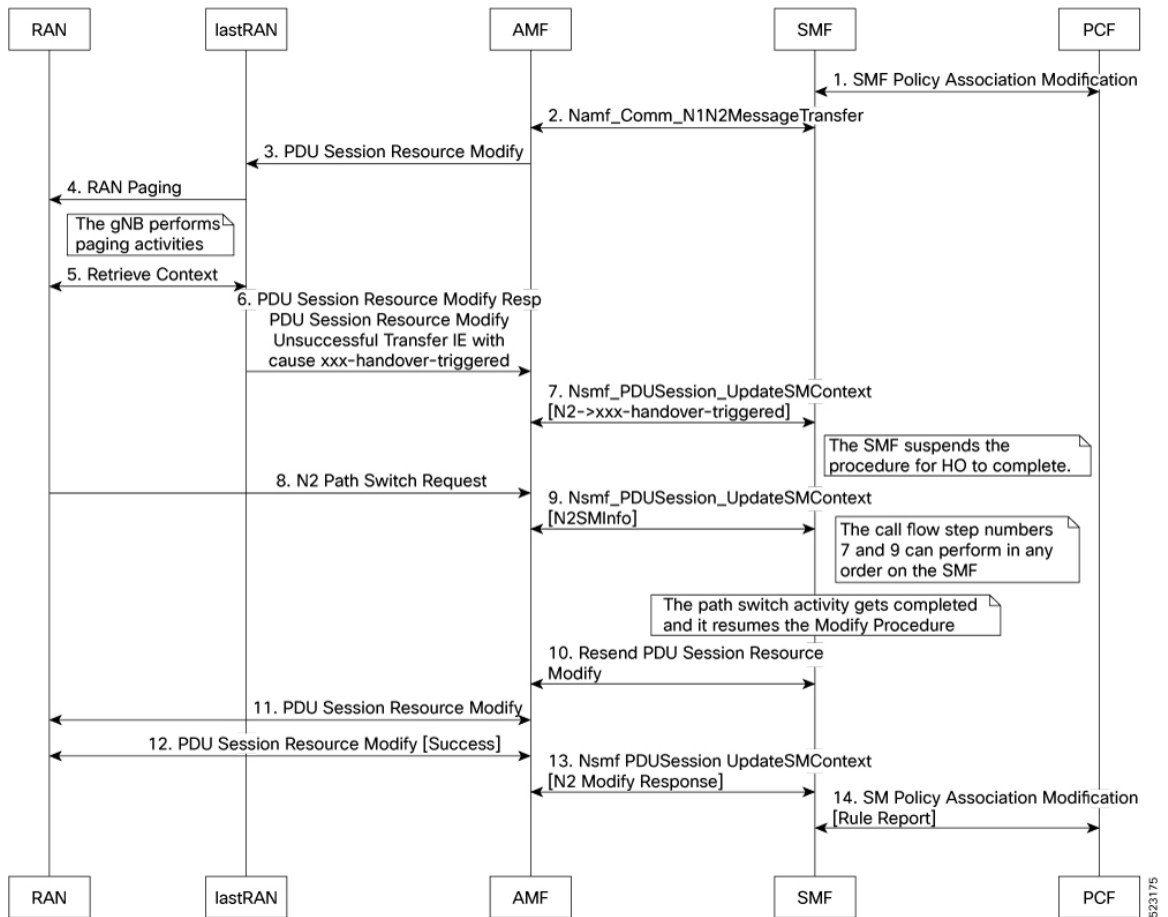 RAN
lastRAN
AMF
SMF
PCF
1. SMF Policy Association Modification
2. Namf_Comm_N1N2MessageTransfer
3. PDU Session Resource Modify
4. RAN Paging
The gNB performs
paging activities
5. Retrieve Context
6. PDU Session Resource Modify Resp
PDU Session Resource Modify
Unsuccessful Transfer IE with
cause xxx-handover-triggered
7. Nsmf_PDUSession_UpdateSMContext
[N2->xxx-handover-triggered]
The SMF suspends the
procedure for HO to complete.
8. N2 Path Switch Request
9. Nsmf_PDUSession_UpdateSMContext
[N2SMInfo]
The call flow step numbers
7 and 9 can perform in any
order on the SMF
The path switch activity gets completed
and it resumes the Modify Procedure
10. Resend PDU Session Resource
Modify
11. PDU Session Resource Modify
12. PDU Session Resource Modify [Success]
13. Nsmf PDUSession UpdateSMContext
[N2 Modify Response]
14. SM Policy Association Modification
[Rule Report]
RAN
lastRAN
AMF
SMF
PCF
523175